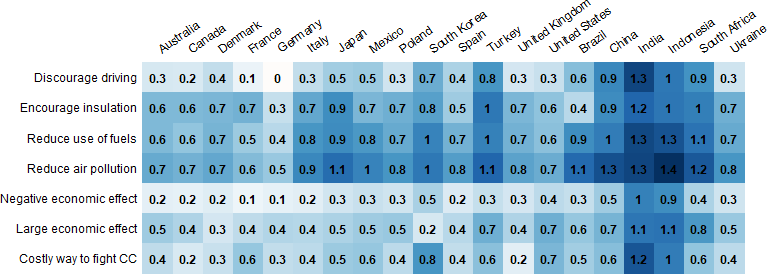 Australia Canada Denmark France Germany Italy Japan Mexico Poland South Korea Spain Turkey United Kingdom United States Brazil China India Indonesia South Africa Ukraine
Discourage driving 0.3 0.2 0.4 0.1 0 0.3 0.5 0.5 0.3 0.7 0.4 0.8 0.3 0.3 0.6 0.9 1.3 1 0.9 0.3
Encourage insulation 0.6 0.6 0.7 0.7 0.3 0.7 0.9 0.7 0.7 0.8 0.5 1 0.7 0.6 0.4 0.9 1.2 1 1 0.7
Reduce use of fuels 0.6 0.6 0.7 0.5 0.4 0.8 0.9 0.8 0.7 1 0.7 1 0.7 0.6 0.9 1 1.3 1.3 1.1 0.7
Reduce air pollution 0.7 0.7 0.7 0.6 0.5 0.9 1.1 1 0.8 1 0.8 1.1 0.8 0.7 1.1 1.3 1.3 1.4 1.2 0.8
Negative economic effect 0.2 0.2 0.2 0.1 0.1 0.2 0.3 0.3 0.3 0.5 0.2 0.3 0.3 0.4 0.3 0.5 1 0.9 0.4 0.3
Large economic effect 0.5 0.4 0.3 0.4 0.4 0.4 0.4 0.5 0.5 0.2 0.4 0.7 0.4 0.7 0.6 0.7 1.1 1.1 0.8 0.5
Costly way to fight CC 0.4 0.2 0.3 0.6 0.3 0.4 0.5 0.6 0.4 0.8 0.4 0.6 0.2 0.7 0.5 0.6 1.2 1 0.6 0.4